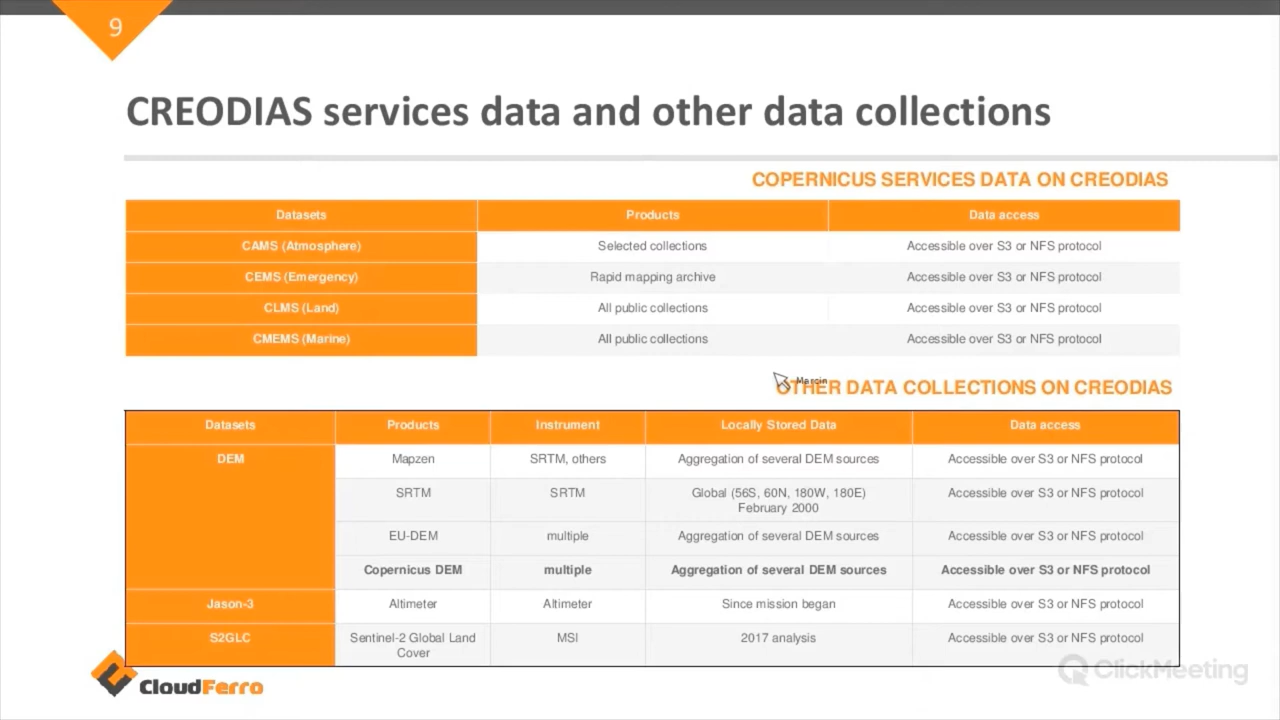 9
CREODIAS services data and other data collections
COPERNICUS SERVICES DATA ON CREODIAS
Datasets Products Data access
CAMS (Atmosphere) Selected collections Accessible over S3 or NFS protocol
CEMS (Emergency) Rapid mapping archive Accessible over S3 or NFS protocol
CLMS (Land) All public collections Accessible over S3 or NFS protocol
CMEMS (Marine) All public collections Accessible over S3 or NFS protocol
Marcin
OTHER DATA COLLECTIONS ON CREODIAS
Datasets Products Instrument Locally Stored Data Data access
DEM Mapzen SRTM, others Aggregation of several DEM sources Accessible over S3 or NFS protocol
SRTM SRTM Global (56S, 60N, 180W, 180E) Accessible over S3 or NFS protocol
February 2000
EU-DEM multiple Aggregation of several DEM sources Accessible over S3 or NFS protocol
Copernicus DEM multiple Aggregation of several DEM sources Accessible over S3 or NFS protocol
Jason-3 Altimeter Altimeter Since mission began Accessible over S3 or NFS protocol
S2GLC Sentinel-2 Global Land MSI 2017 analysis Accessible over S3 or NFS protocol
Cover
CloudFerro
ClickMeeting